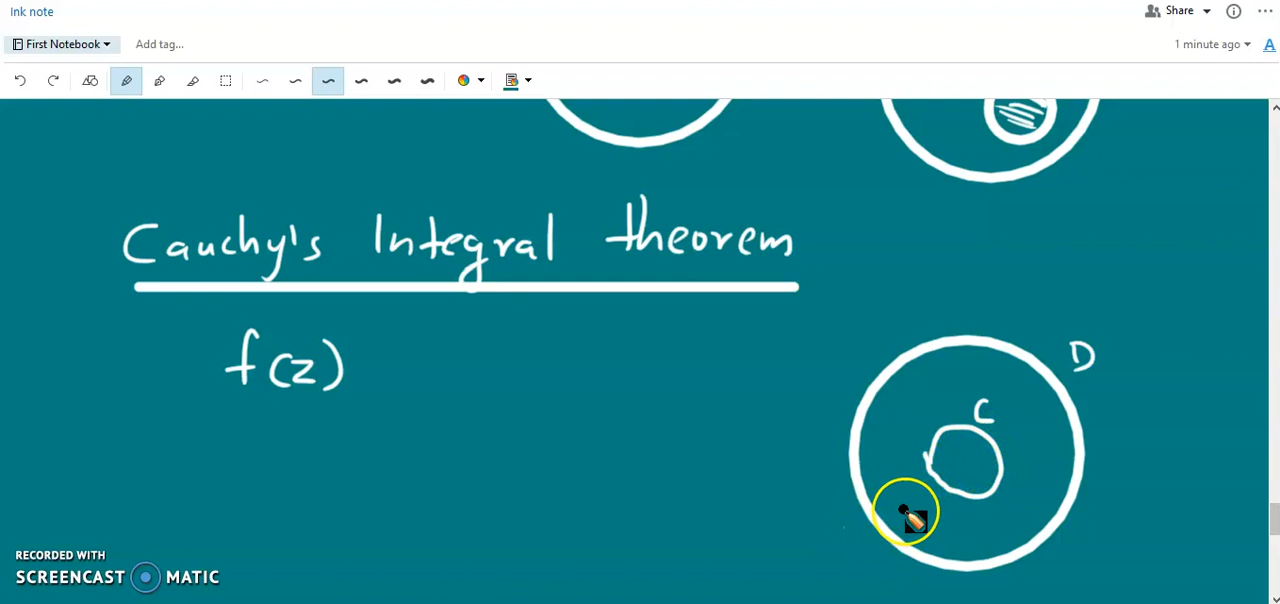 Ink note
Share
First Notebook
Add tag...
1 minute ago
A
Cauchy's Integral theorem
f(z)
D
C
RECORDED WITH
SCREENCAST MATIC